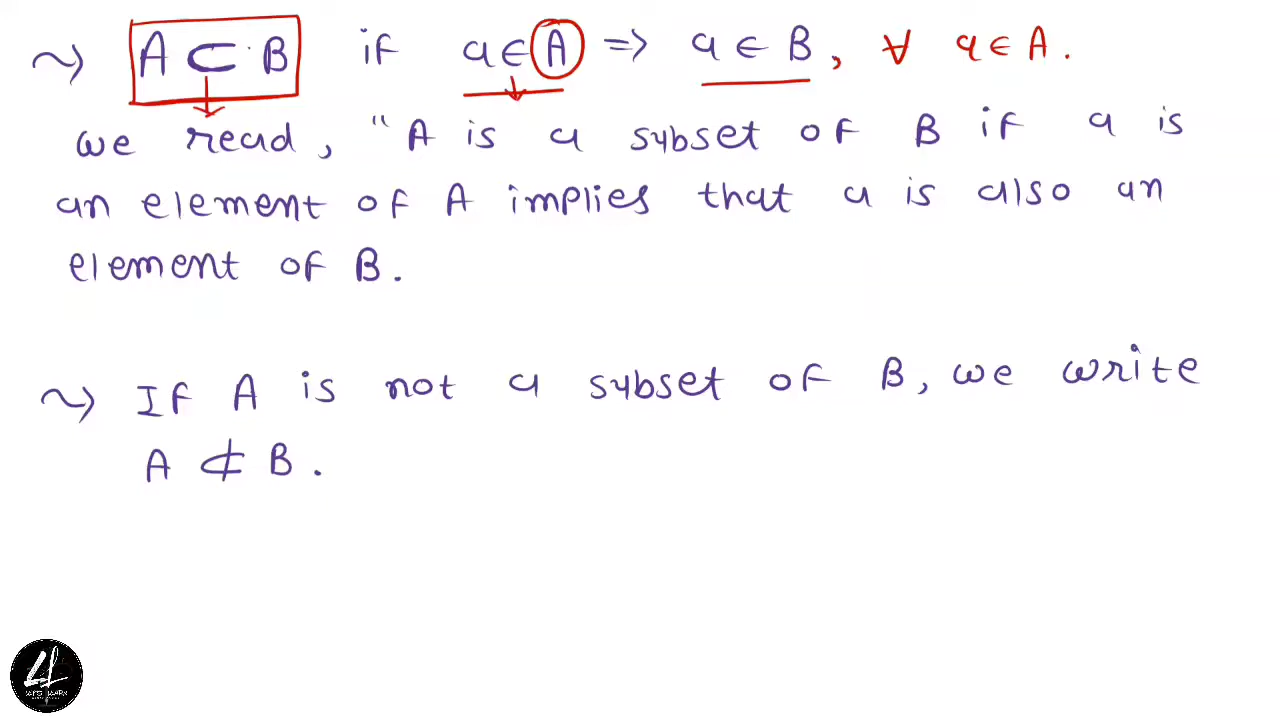 ~> A ⊂ B if a ∈ A => a ∈ B, ∀ a ∈ A.
we read, "A is a subset of B if a is
an element of A implies that a is also an
element of B.
~> If A is not a subset of B, we write
A ⊄ B.